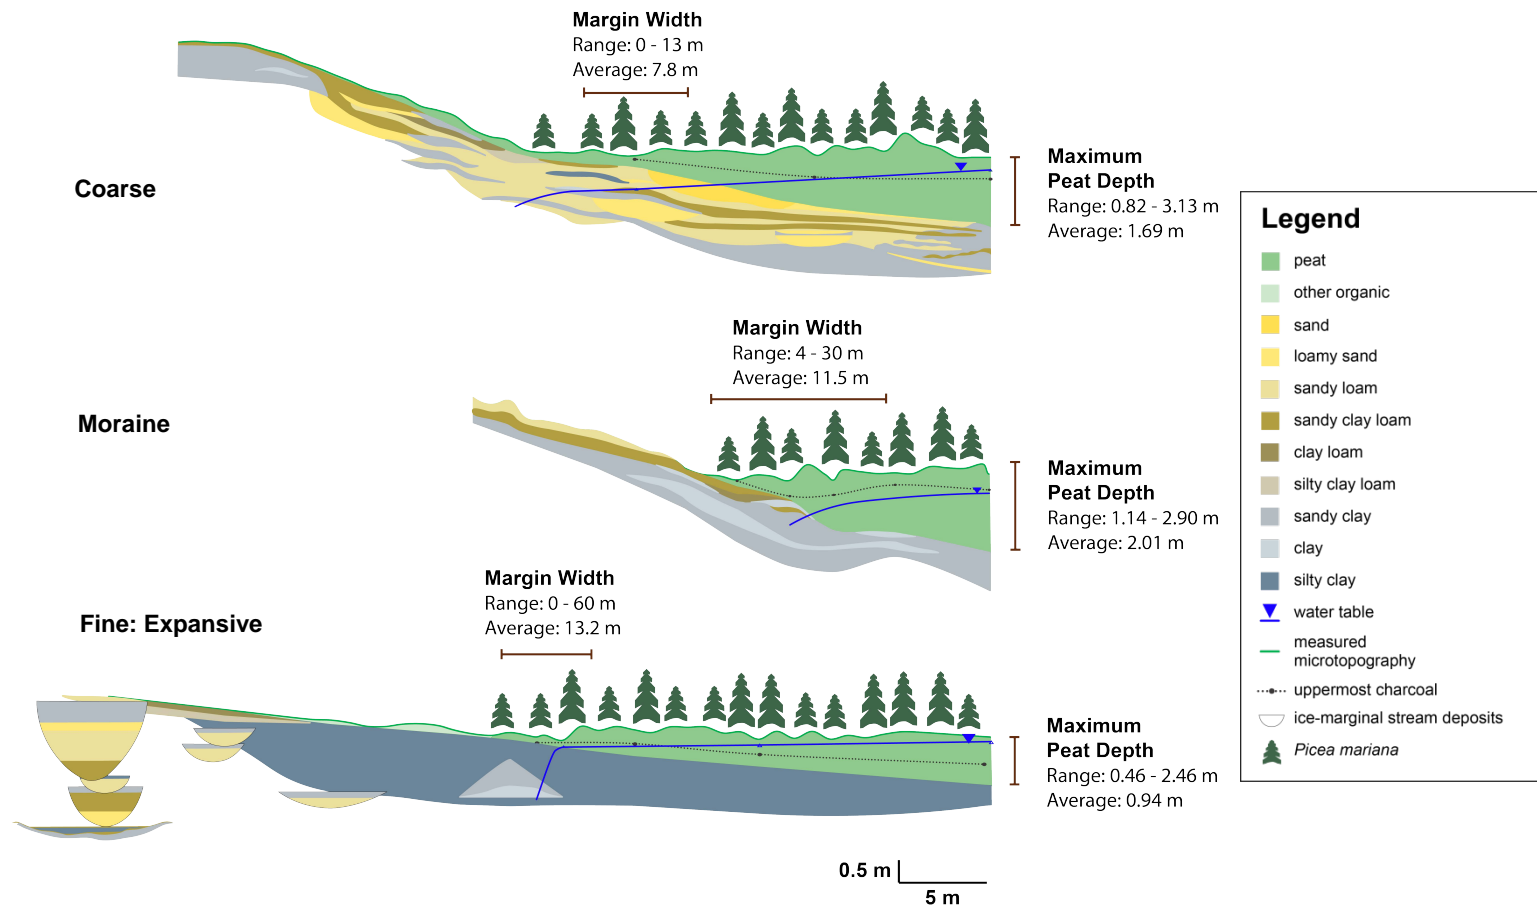 Margin Width
Range: 0 - 13 m
Average: 7.8 m
Coarse
Maximum
Peat Depth
Range: 0.82 - 3.13 m
Average: 1.69 m
Margin Width
Range: 4 - 30 m
Average: 11.5 m
Moraine
Maximum
Peat Depth
Range: 1.14 - 2.90 m
Average: 2.01 m
Margin Width
Range: 0 - 60 m
Average: 13.2 m
Fine: Expansive
Maximum
Peat Depth
Range: 0.46 - 2.46 m
Average: 0.94 m
0.5 m
5 m
Legend
peat
other organic
sand
loamy sand
sandy loam
sandy clay loam
clay loam
silty clay loam
sandy clay
clay
silty clay
water table
measured
microtopography
uppermost charcoal
ice-marginal stream deposits
Picea mariana